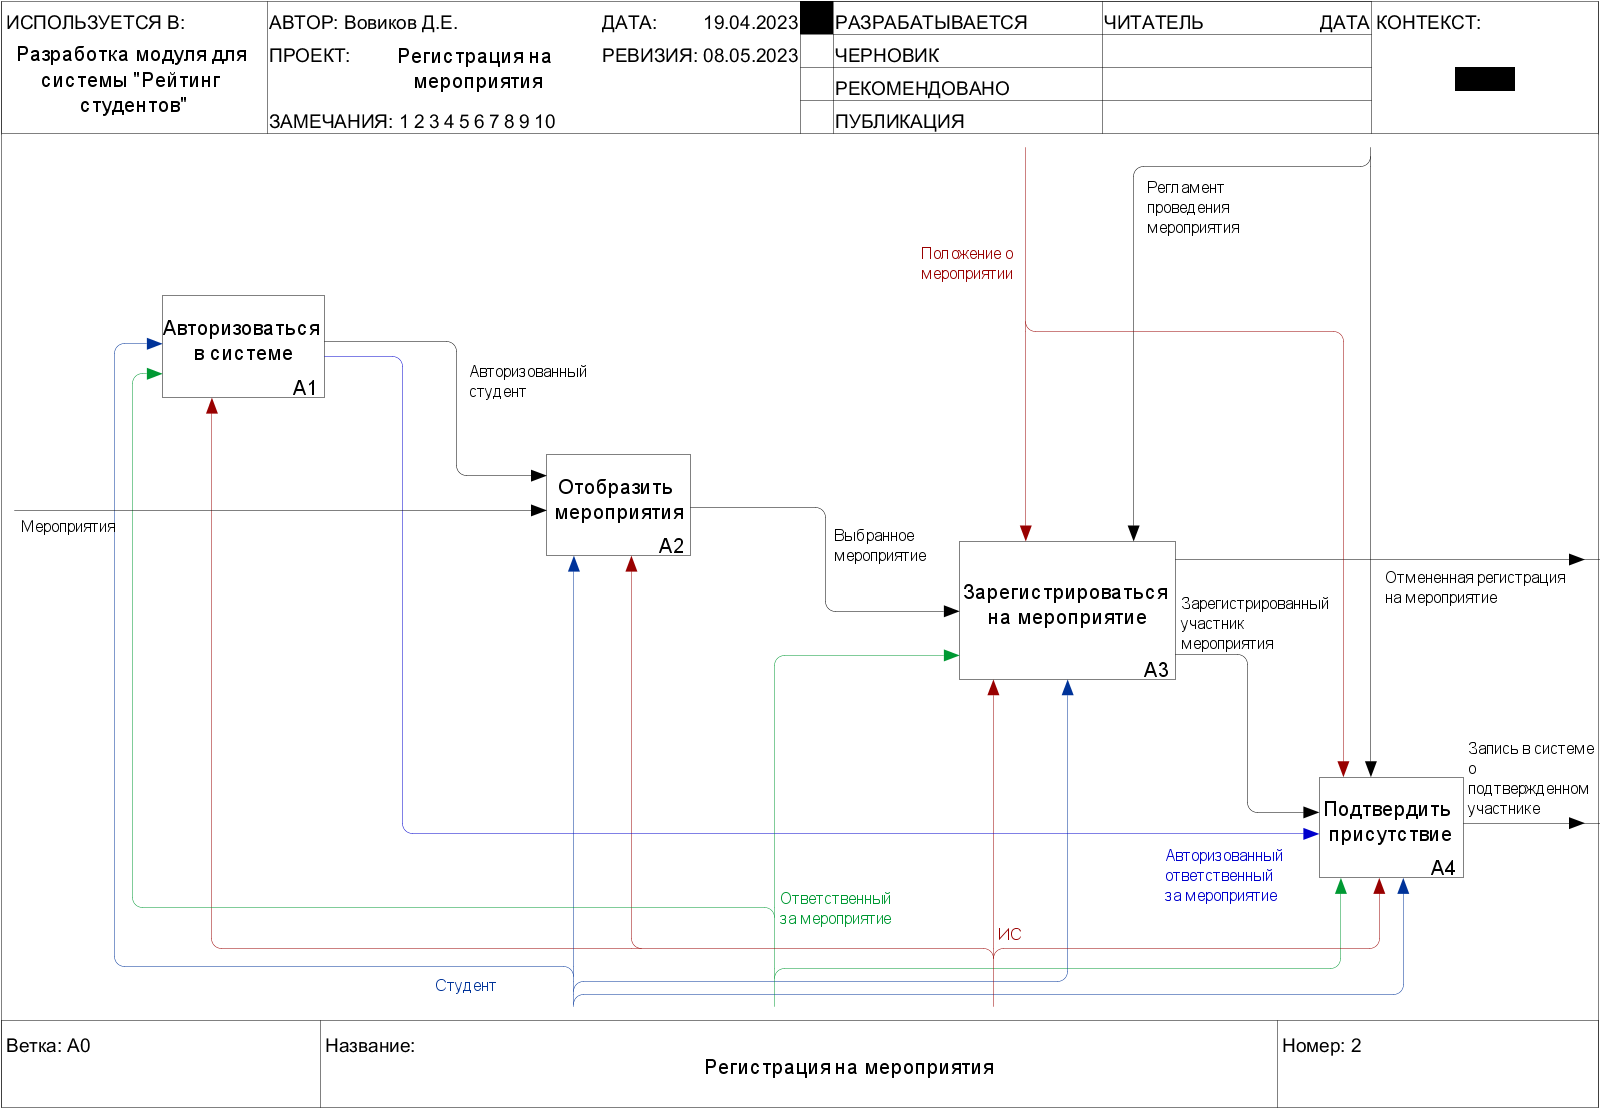 ИСПОЛЬЗУЕТСЯ В:
Разработка модуля для
системы "Рейтинг
студентов"
АВТОР: Вовиков Д.Е.
ДАТА: 19.04.2023
ПРОЕКТ: Регистрация на
мероприятия
РЕВИЗИЯ: 08.05.2023
ЗАМЕЧАНИЯ: 1 2 3 4 5 6 7 8 9 10
РАЗРАБАТЫВАЕТСЯ
ЧЕРНОВИК
РЕКОМЕНДОВАНО
ПУБЛИКАЦИЯ
ЧИТАТЕЛЬ
ДАТА
КОНТЕКСТ:
Регламент
проведения
мероприятия
Положение о
мероприятии
Авторизоваться
в системе
A1
Авторизованный
студент
Отобразить
мероприятия
A2
Мероприятия
Выбранное
мероприятие
Зарегистрироваться
на мероприятие
A3
Отмененная регистрация
на мероприятие
Зарегистрированный
участник
мероприятия
Запись в системе
о
подтвержденном
участнике
Подтвердить
присутствие
A4
Авторизованный
ответственный
за мероприятие
Ответственный
за мероприятие
ИС
Студент
Ветка: A0
Название:
Регистрация на мероприятия
Номер: 2